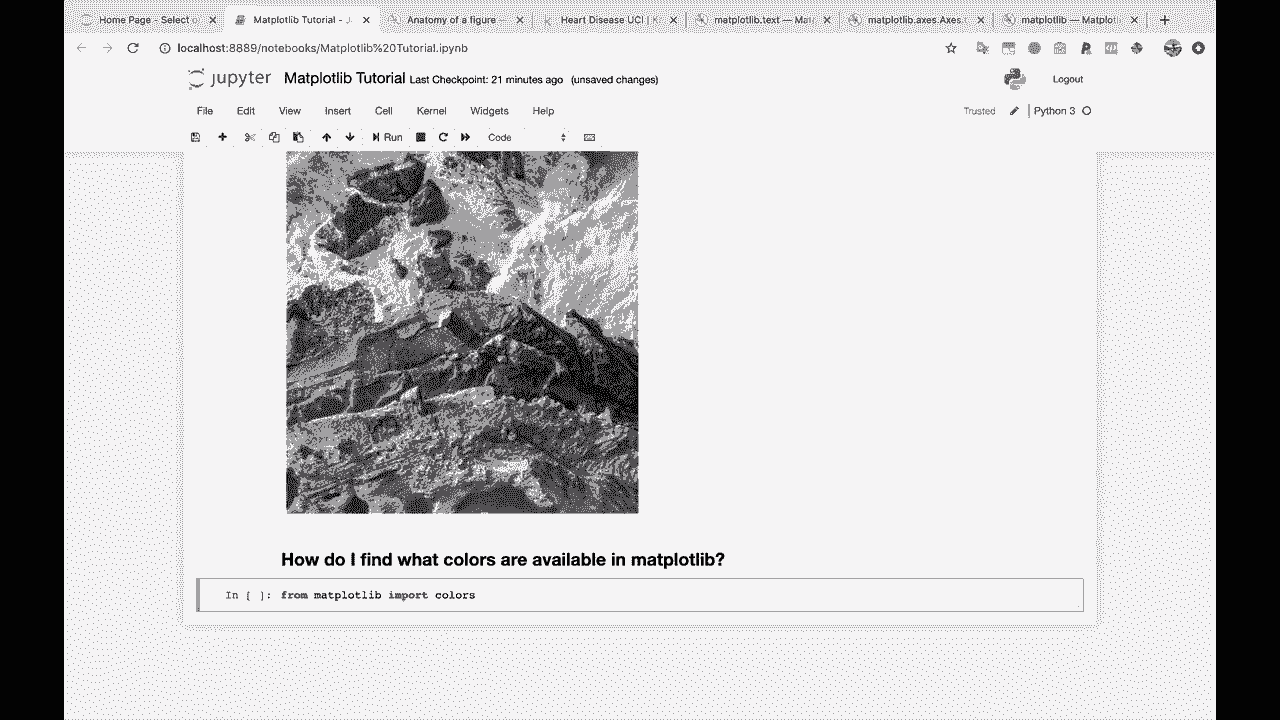 Home Page - Select o
Matplotlib Tutorial - J
Anatomy of a figure
Heart Disease UCI | K
matplotlib.text — Mat
matplotlib.axes.Axes.
matplotlib — Matplot
localhost:8889/notebooks/Matplotlib%20Tutorial.ipynb
jupyter Matplotlib Tutorial Last Checkpoint: 21 minutes ago (unsaved changes)
Logout
File Edit View Insert Cell Kernel Widgets Help
Trusted Python 3
Run Code
How do I find what colors are available in matplotlib?
In [ ]: from matplotlib import colors